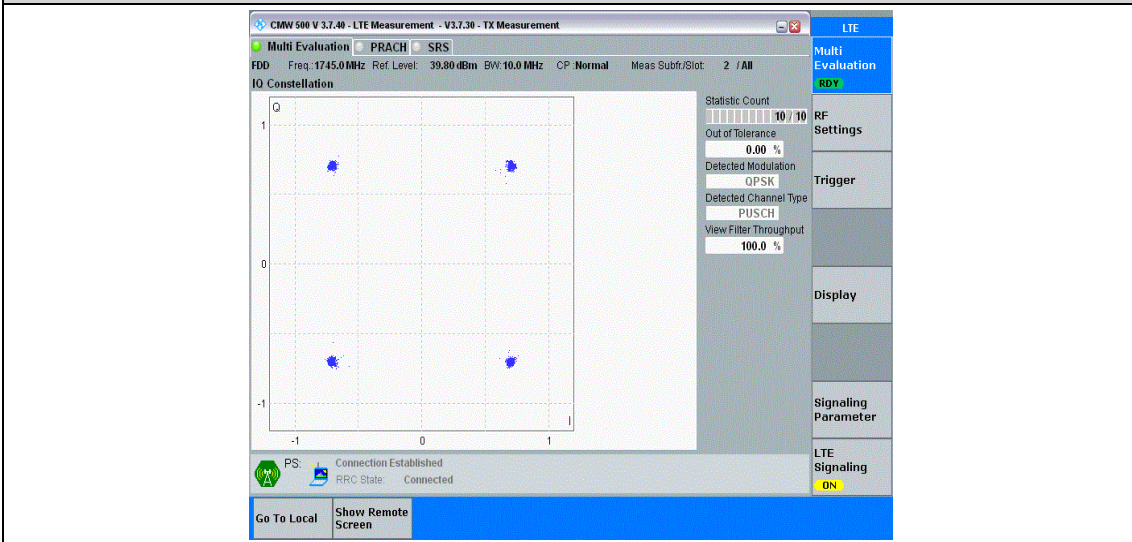 CMW 500 V 3.7.40 - LTE Measurement - V3.7.30 - TX Measurement
LTE
Multi Evaluation PRACH SRS
FDD Freq.:1745.0 MHz Ref. Level: 39.80 dBm BW:10.0 MHz CP :Normal Meas Subfr./Slot: 2 / All
IQ Constellation
Q
1
0
-1
-1 0 1
I
Statistic Count
10 / 10
Out of Tolerance
0.00 %
Detected Modulation
QPSK
Detected Channel Type
PUSCH
View Filter Throughput
100.0 %
Multi
Evaluation
RDY
RF
Settings
Trigger
Display
Signaling
Parameter
LTE
Signaling
ON
PS: Connection Established
RRC State: Connected
Go To Local
Show Remote
Screen